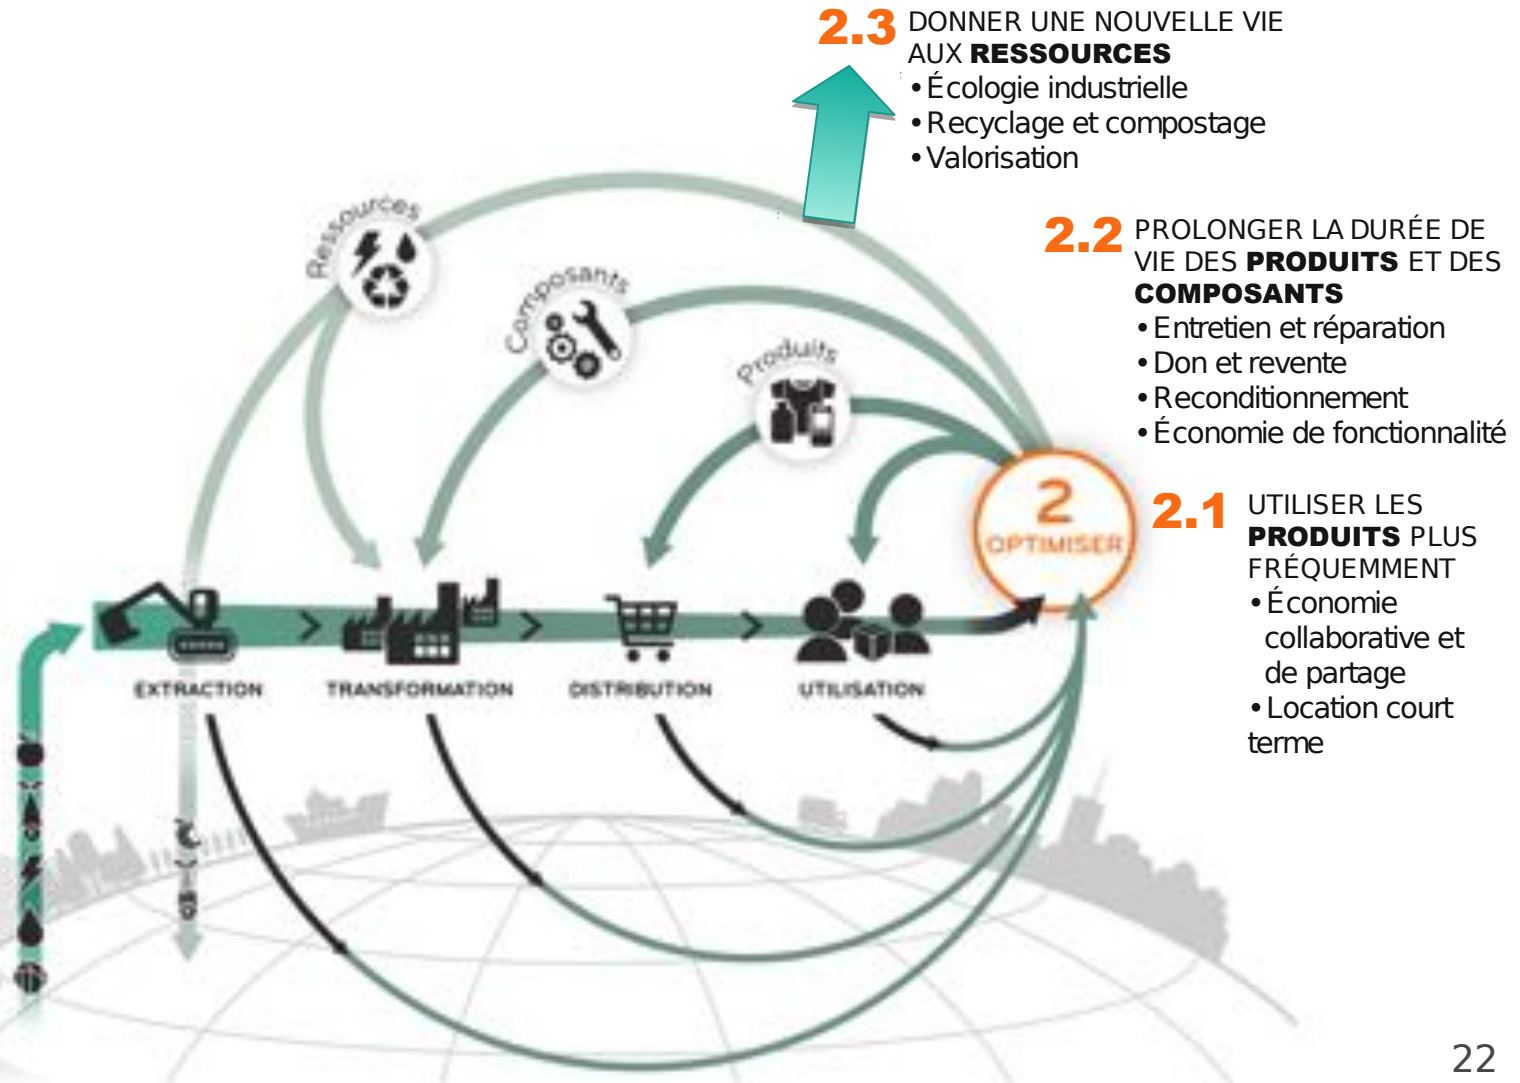 2.3 DONNER UNE NOUVELLE VIE
AUX RESSOURCES
• Écologie industrielle
• Recyclage et compostage
• Valorisation
2.2 PROLONGER LA DURÉE DE
VIE DES PRODUITS ET DES
COMPOSANTS
• Entretien et réparation
• Don et revente
• Reconditionnement
• Économie de fonctionnalité
2.1 UTILISER LES
PRODUITS PLUS
FRÉQUEMMENT
• Économie
collaborative et
de partage
• Location court
terme
Ressources
Composants
Produits
2
OPTIMISER
EXTRACTION
TRANSFORMATION
DISTRIBUTION
UTILISATION
22